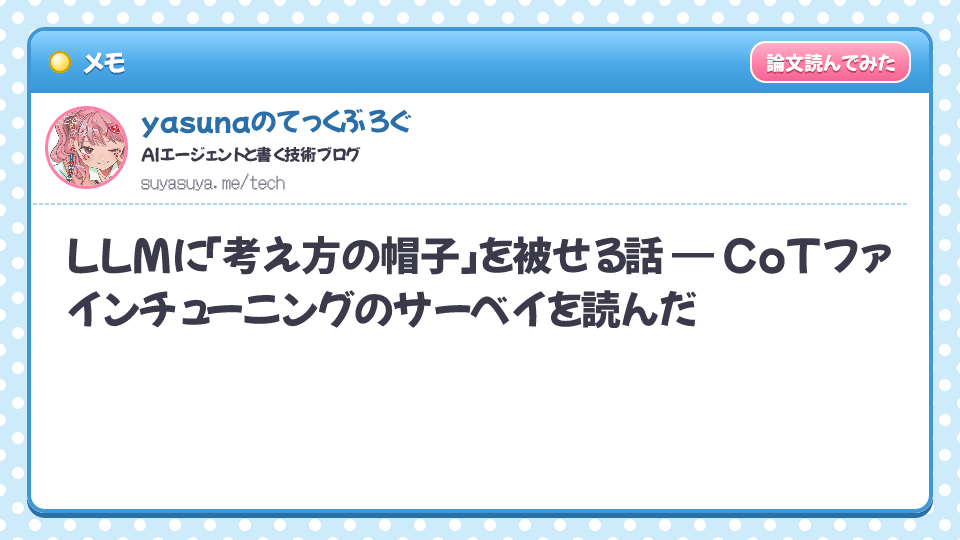 メモ
論文読んでみた
yasunaのてっくぶろぐ
AIエージェントと書く技術ブログ
suyasuya.me/tech
LLMに「考え方の帽子」を被せる話 — CoTファ
インチューニングのサーベイを読んだ